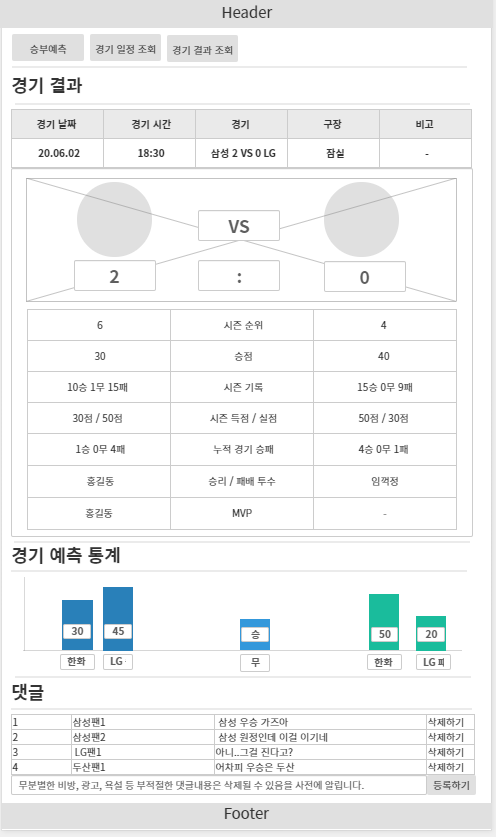 Header
승부예측 경기 일정 조회 경기 결과 조회
경기 결과
경기 날짜 경기 시간 경기 구장 비고
20.06.02 18:30 삼성 2 VS 0 LG 잠실 -
VS
2 : 0
6 시즌 순위 4
30 승점 40
10승 1무 15패 시즌 기록 15승 0무 9패
30점 / 50점 시즌 득점 / 실점 50점 / 30점
1승 0무 4패 누적 경기 승패 4승 0무 1패
홍길동 승리 / 패배 투수 임꺽정
홍길동 MVP -
경기 예측 통계
30 45 승 50 20
한화 LG 무 한화 LG 피
댓글
1 삼성팬1 삼성 우승 가즈아 삭제하기
2 삼성팬2 삼성 원정인데 이걸 이기네 삭제하기
3 LG팬1 아니..그걸 진다고? 삭제하기
4 두산팬1 어차피 우승은 두산 삭제하기
무분별한 비방, 광고, 욕설 등 부적절한 댓글내용은 삭제될 수 있음을 사전에 알립니다. 등록하기
Footer